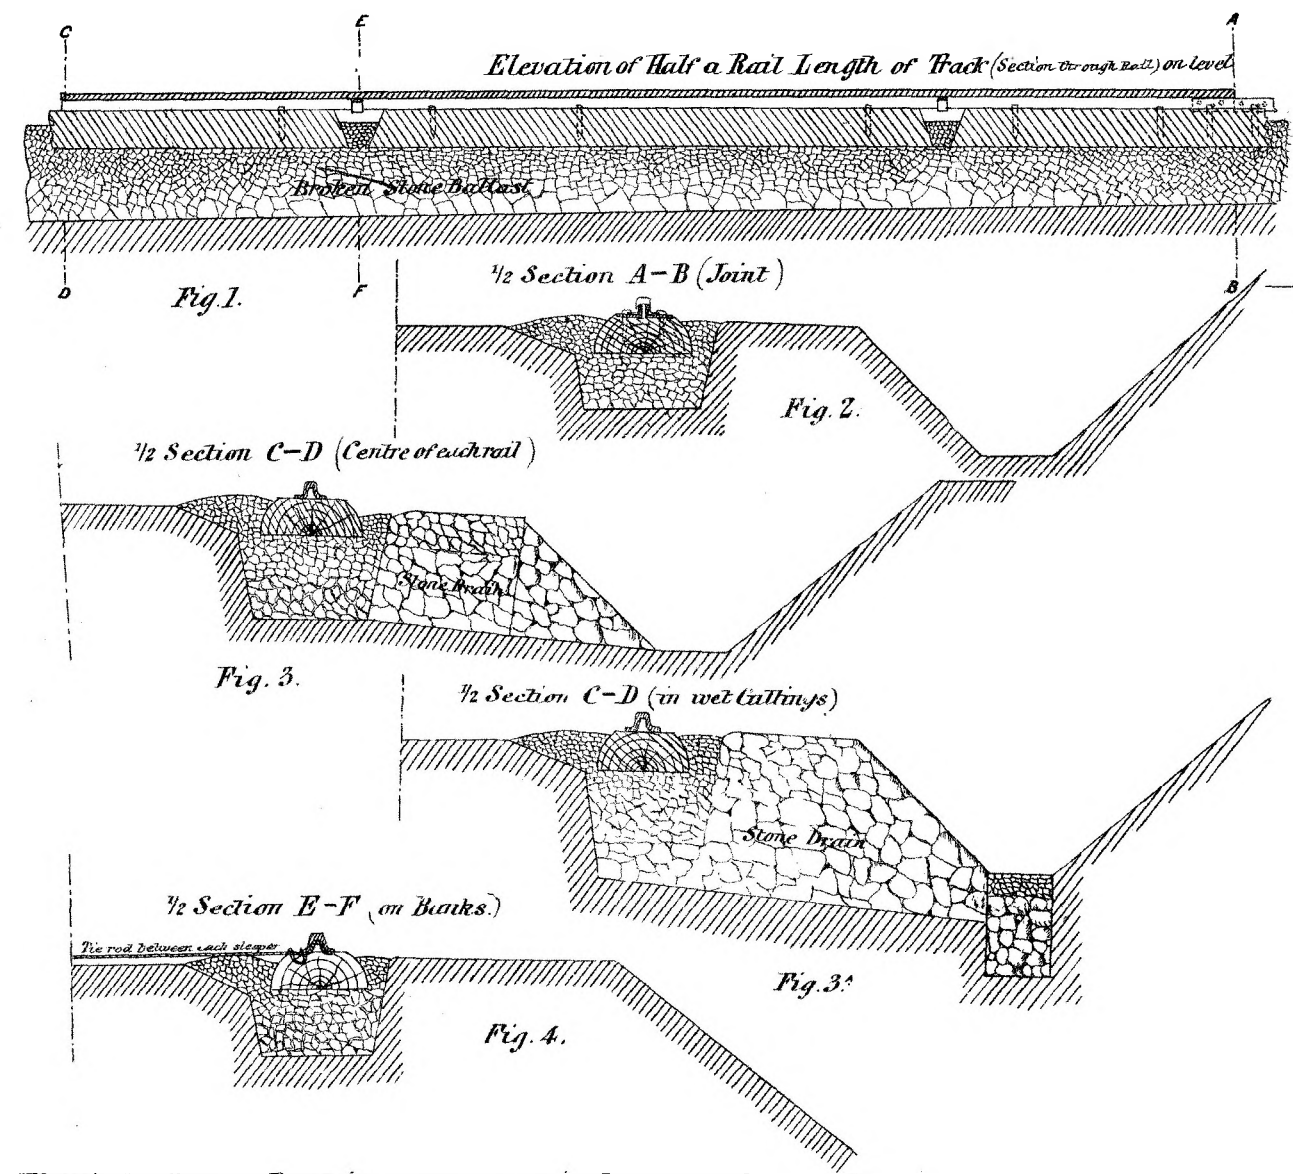 C
E
A
Elevation of Half a Rail Length of Track (Section through Rail) on level
Broken Stone Ballast
D
F
B
Fig. 1.
1/2 Section A-B (Joint)
Fig. 2.
1/2 Section C-D (Centre of each rail)
Stone Drain
Fig. 3.
1/2 Section C-D (in wet Cuttings)
Stone Drain
Fig. 3.A
1/2 Section E-F (on Banks.)
Tie rod between each sleeper
Fig. 4.